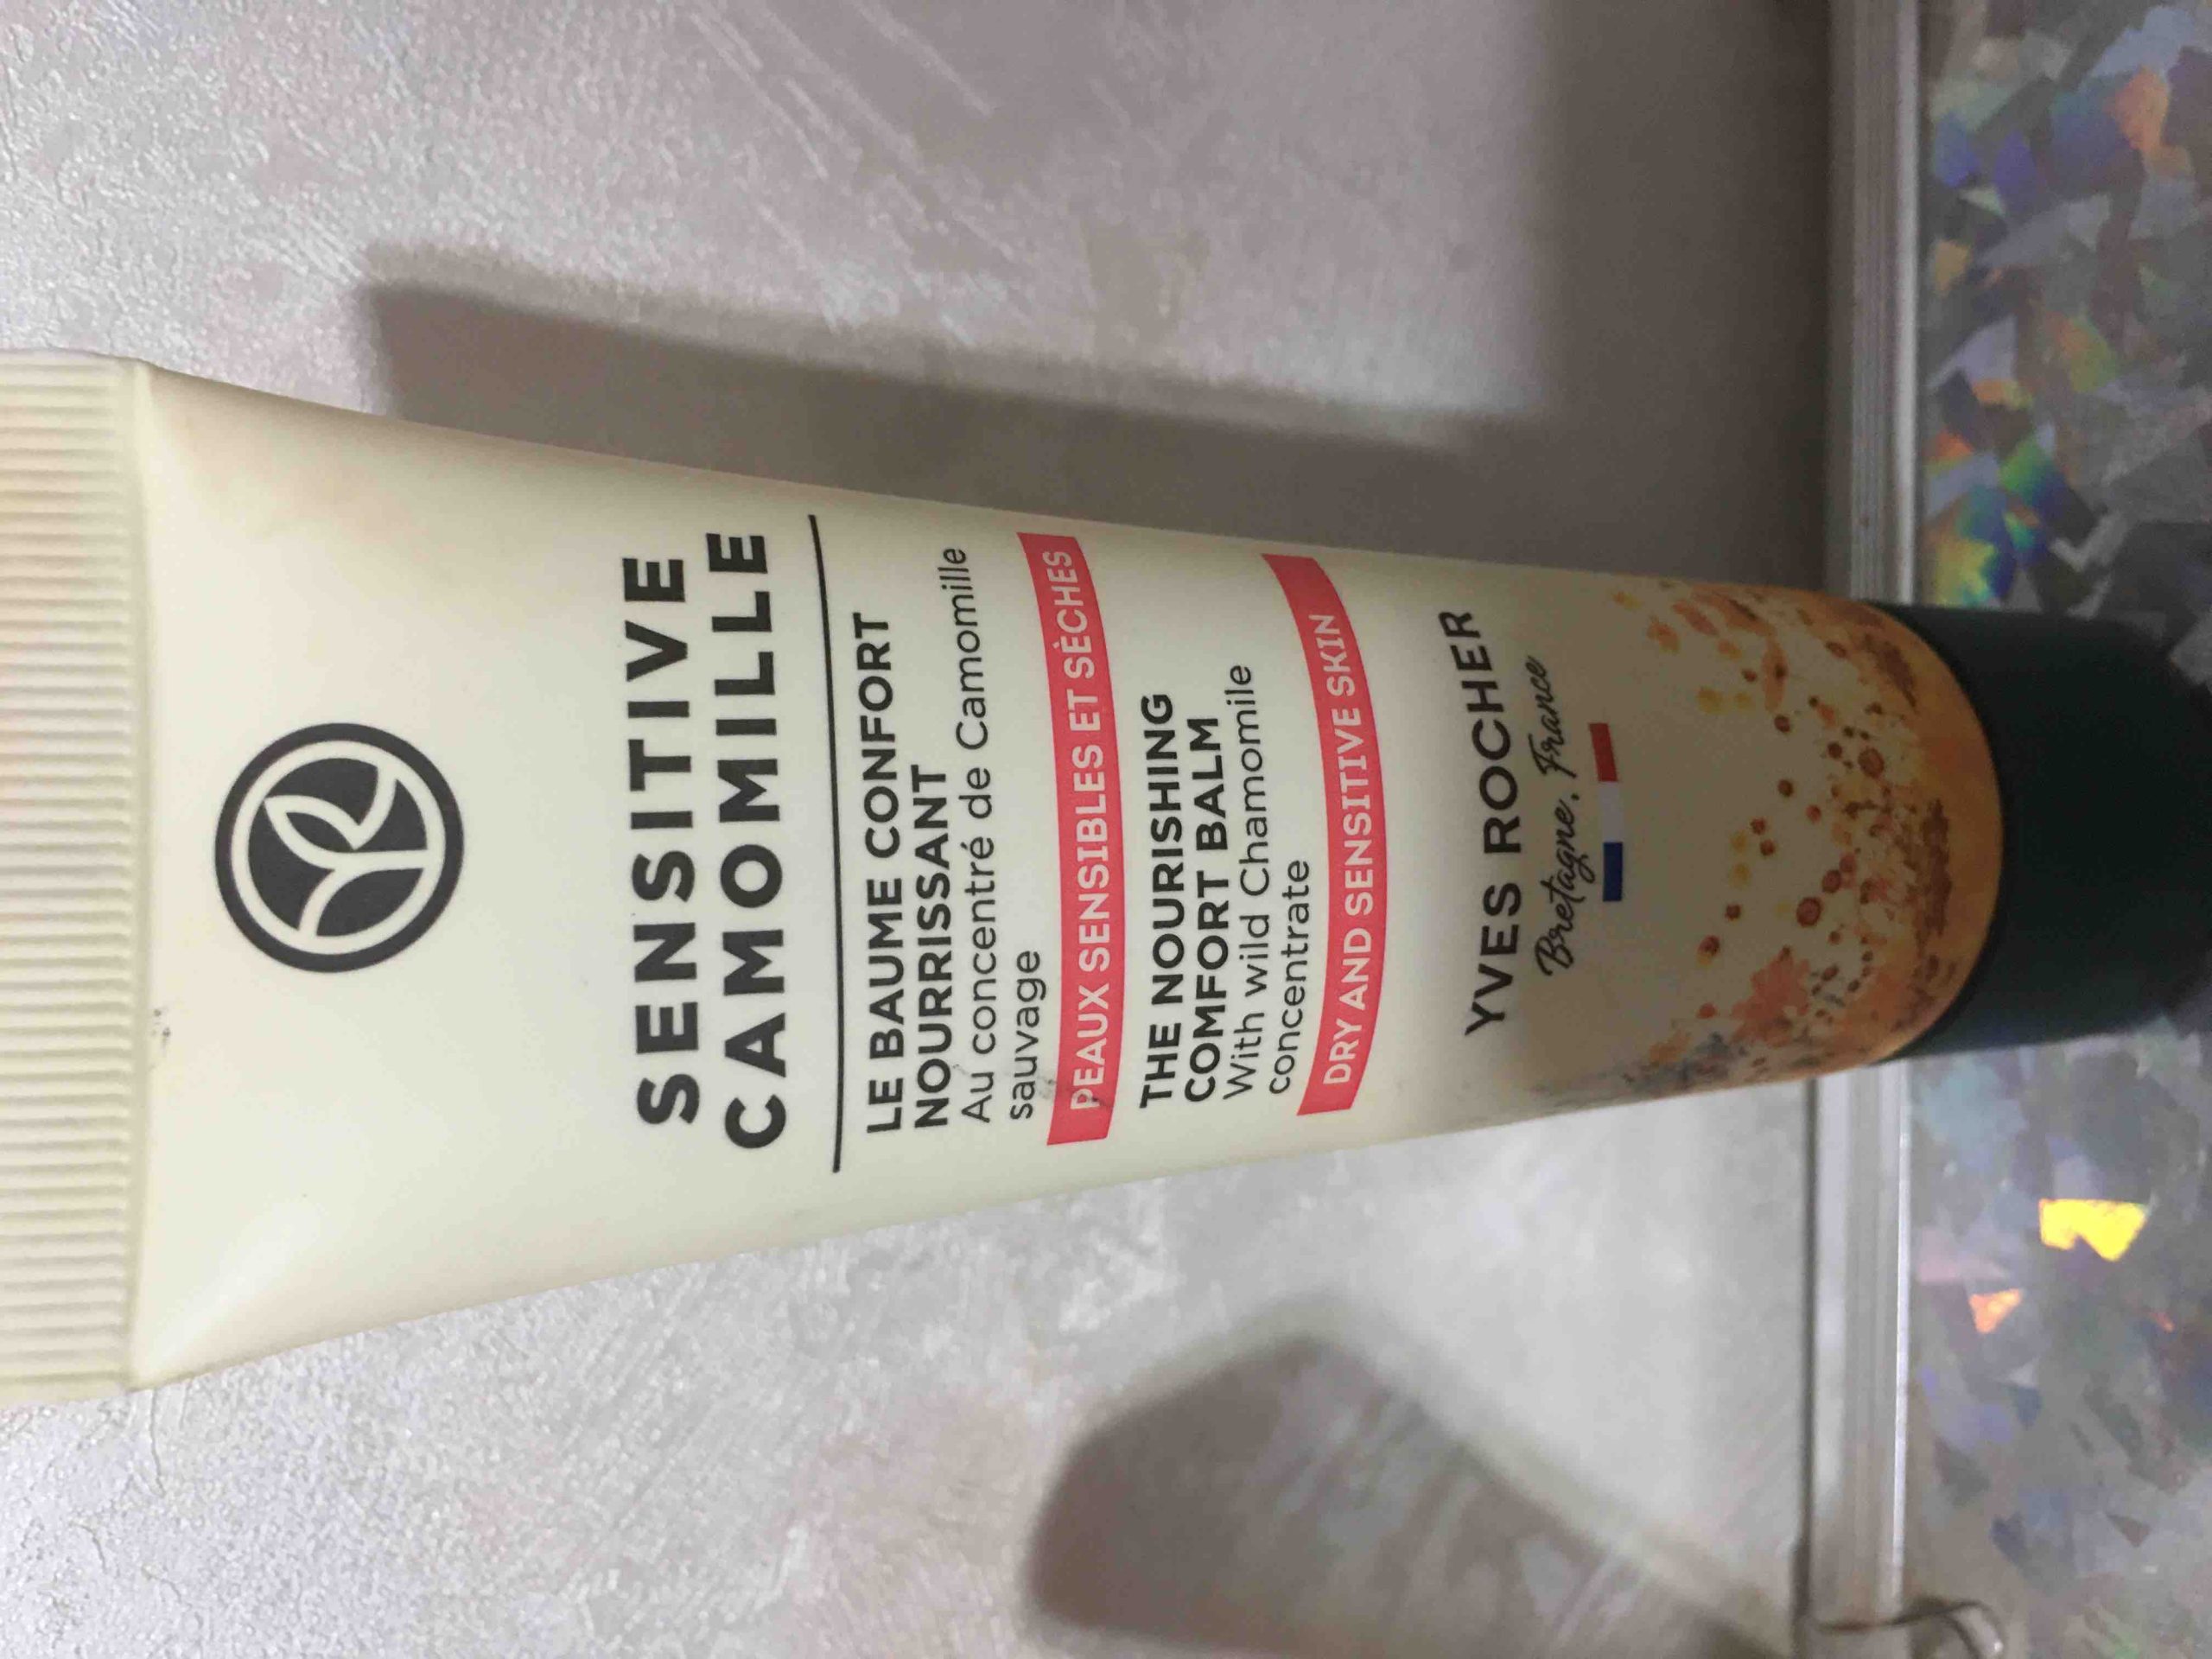 SENSITIVE
CAMOMILLE
LE BAUME CONFORT
NOURRISSANT
Au concentré de Camomille
sauvage
PEAUX SENSIBLES ET SÈCHES
THE NOURISHING
COMFORT BALM
With wild Chamomile
concentrate
DRY AND SENSITIVE SKIN
YVES ROCHER
Bretagne, France